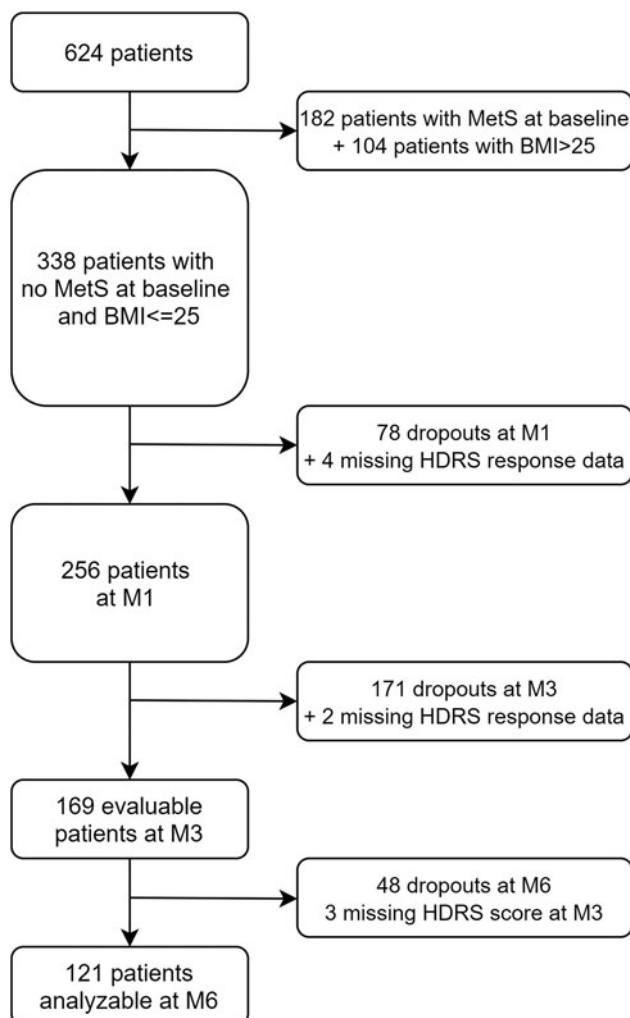 624 patients
182 patients with MetS at baseline
+ 104 patients with BMI>25
338 patients with
no MetS at baseline
and BMI<=25
78 dropouts at M1
+ 4 missing HDRS response data
256 patients
at M1
171 dropouts at M3
+ 2 missing HDRS response data
169 evaluable
patients at M3
48 dropouts at M6
3 missing HDRS score at M3
121 patients
analyzable at M6